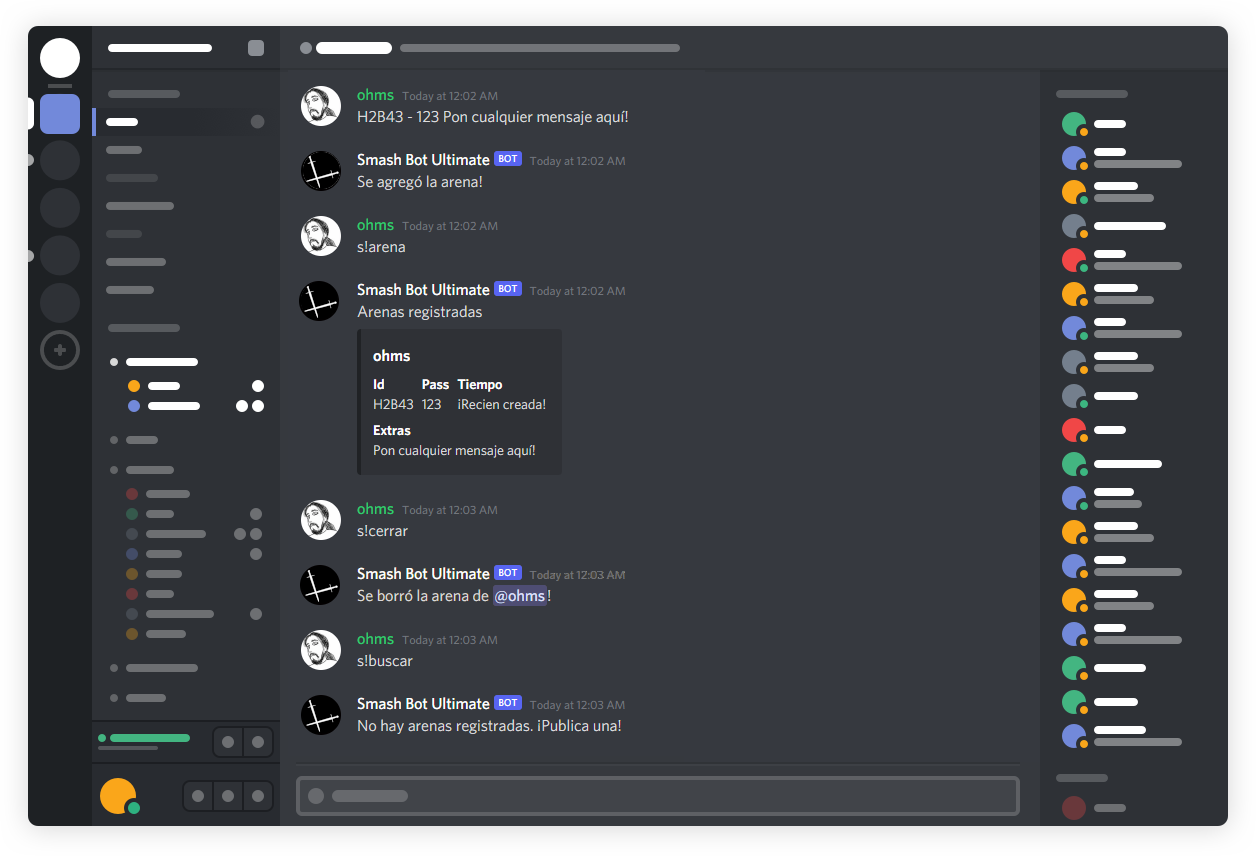 ohms Today at 12:02 AM
H2B43 - 123 Pon cualquier mensaje aquí!
Smash Bot Ultimate BOT Today at 12:02 AM
Se agregó la arena!
ohms Today at 12:02 AM
s!arena
Smash Bot Ultimate BOT Today at 12:02 AM
Arenas registradas
ohms
Id Pass Tiempo
H2B43 123 ¡Recien creada!
Extras
Pon cualquier mensaje aquí!
ohms Today at 12:03 AM
s!cerrar
Smash Bot Ultimate BOT Today at 12:03 AM
Se borró la arena de @ohms!
ohms Today at 12:03 AM
s!buscar
Smash Bot Ultimate BOT Today at 12:03 AM
No hay arenas registradas. ¡Publica una!